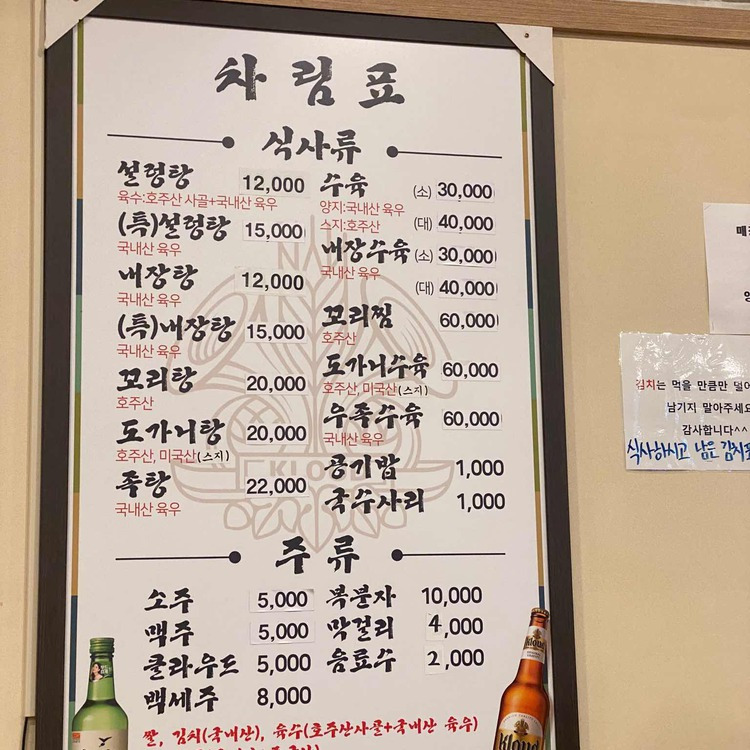 차림표
식사류
설렁탕 12,000
육수:호주산 사골+국내산 육우
(특)설렁탕 15,000
국내산 육우
내장탕 12,000
국내산 육우
(특)내장탕 15,000
국내산 육우
꼬리탕 20,000
호주산
도가니탕 20,000
호주산, 미국산(스지)
족탕 22,000
국내산 육우
수육 (소) 30,000
양지:국내산 육우
스지:호주산 (대) 40,000
내장수육 (소) 30,000
국내산 육우
(대) 40,000
꼬리찜 60,000
호주산
도가니수육 60,000
호주산, 미국산(스지)
우족수육 60,000
국내산 육우
공기밥 1,000
국수사리 1,000
주류
소주 5,000
맥주 5,000
클라우드 5,000
백세주 8,000
복분자 10,000
막걸리 4,000
음료수 2,000
쌀, 김치(국내산), 육수(호주산사골+국내산 육우)
Kloud
Kloud
김치는 먹을 만큼만
남기지 말아주세요
감사합니다^^
식사하시고 남은